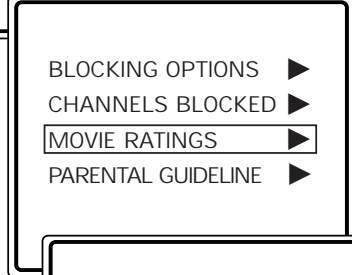 BLOCKING OPTIONS ▶
CHANNELS BLOCKED ▶
MOVIE RATINGS ▶
PARENTAL GUIDELINE ▶